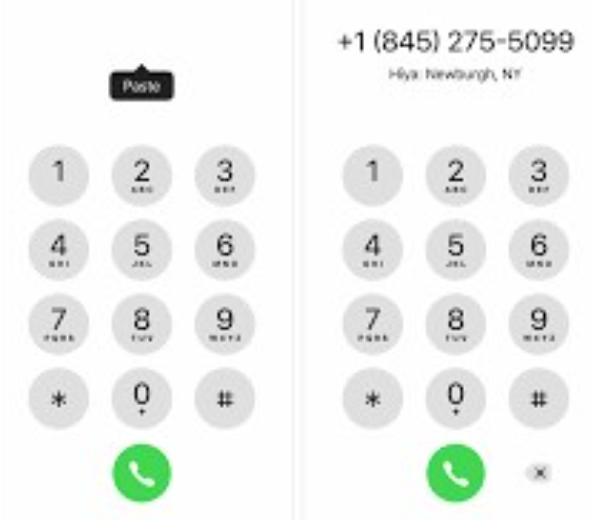 Paste
1 2 3
ABC DEF
4 5 6
GHI JKL MNO
7 8 9
PQRS TUV WXYZ
* 0 #
+
+1 (845) 275-5099
Hiya: Newburgh, NY
1 2 3
ABC DEF
4 5 6
GHI JKL MNO
7 8 9
PQRS TUV WXYZ
* 0 #
+